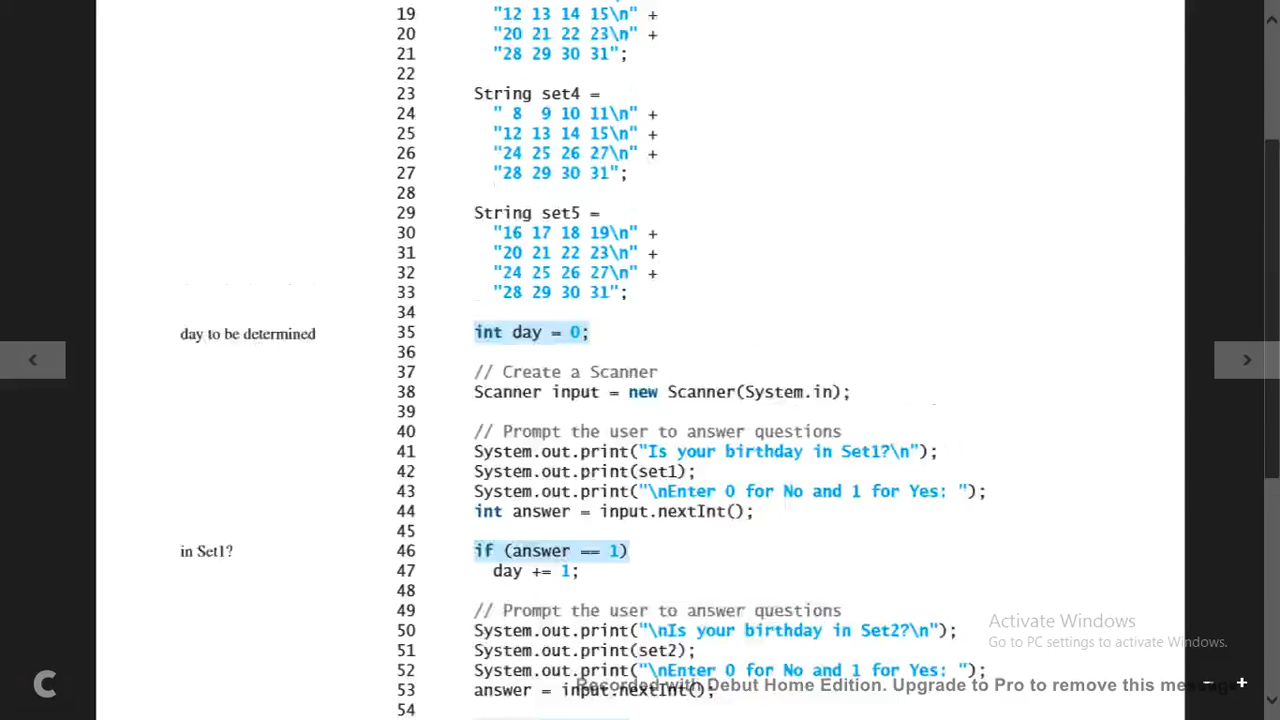 19 "12 13 14 15\n" +
20 "20 21 22 23\n" +
21 "28 29 30 31";
22
23 String set4 =
24 " 8  9 10 11\n" +
25 "12 13 14 15\n" +
26 "24 25 26 27\n" +
27 "28 29 30 31";
28
29 String set5 =
30 "16 17 18 19\n" +
31 "20 21 22 23\n" +
32 "24 25 26 27\n" +
33 "28 29 30 31";
34
day to be determined 35 int day = 0;
36
37 // Create a Scanner
38 Scanner input = new Scanner(System.in);
39
40 // Prompt the user to answer questions
41 System.out.print("Is your birthday in Set1?\n");
42 System.out.print(set1);
43 System.out.print("\nEnter 0 for No and 1 for Yes: ");
44 int answer = input.nextInt();
45
in Set1? 46 if (answer == 1)
47 day += 1;
48
49 // Prompt the user to answer questions
50 System.out.print("\nIs your birthday in Set2?\n");
51 System.out.print(set2);
52 System.out.print("\nEnter 0 for No and 1 for Yes: ");
53 answer = input.nextInt();
54
Activate Windows
Go to PC settings to activate Windows.
Recorded with Debut Home Edition. Upgrade to Pro to remove this message